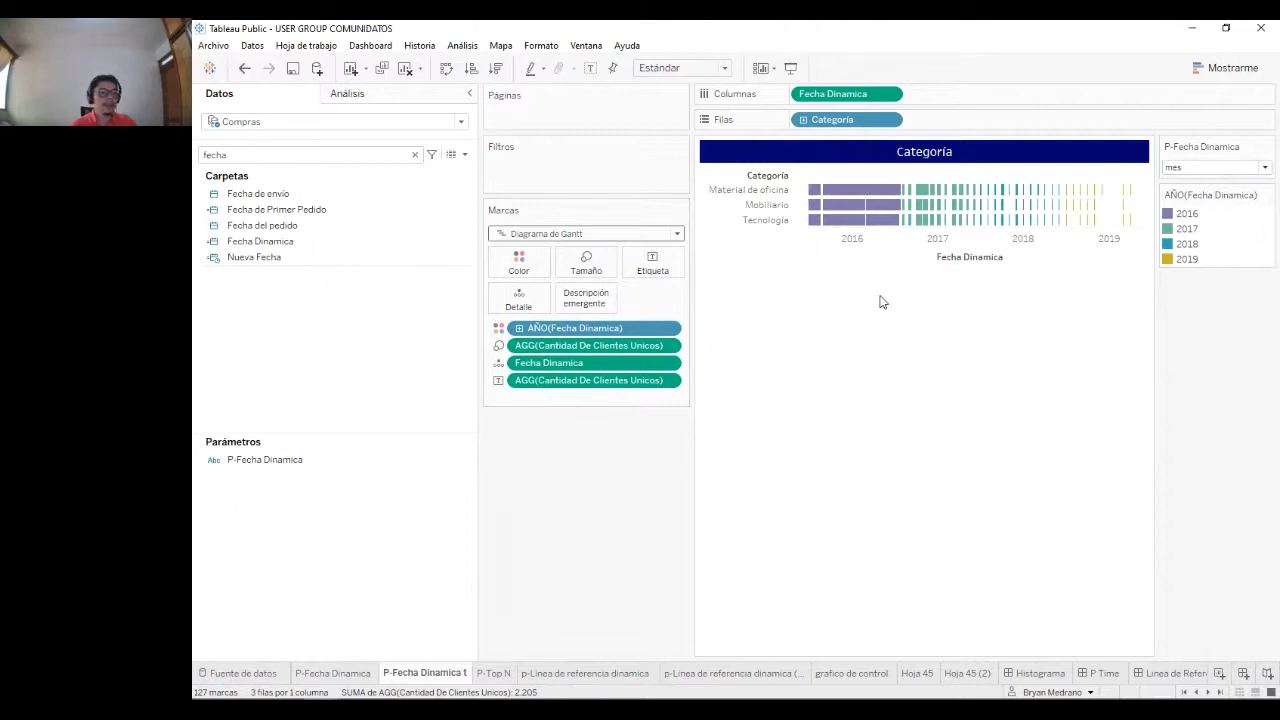 Tableau Public - USER GROUP COMUNIDATOS
Archivo Datos Hoja de trabajo Dashboard Historia Análisis Mapa Formato Ventana Ayuda
Estándar
Mostrarme
Datos Análisis
Compras
fecha
Carpetas
Fecha de envío
Fecha de Primer Pedido
Fecha del pedido
Fecha Dinamica
Nueva Fecha
Parámetros
Abc P-Fecha Dinamica
Páginas
Filtros
Marcas
Diagrama de Gantt
Color Tamaño Etiqueta
Detalle Descripción emergente
AÑO(Fecha Dinamica)
AGG(Cantidad De Clientes Unicos)
Fecha Dinamica
T AGG(Cantidad De Clientes Unicos)
Columnas Fecha Dinamica
Filas Categoría
Categoría
Categoría
Material de oficina
Mobiliario
Tecnología
2016 2017 2018 2019
Fecha Dinamica
P-Fecha Dinamica
mes
AÑO(Fecha Dinamica)
2016
2017
2018
2019
Fuente de datos P-Fecha Dinamica P-Fecha Dinamica t P-Top N p-Linea de referencia dinamica p-Linea de referencia dinamica (... grafico de control Hoja 45 Hoja 45 (2) Histograma P Time Linea de Refer
127 marcas 3 filas por 1 columna SUMA de AGG(Cantidad De Clientes Unicos): 2.205 Bryan Medrano